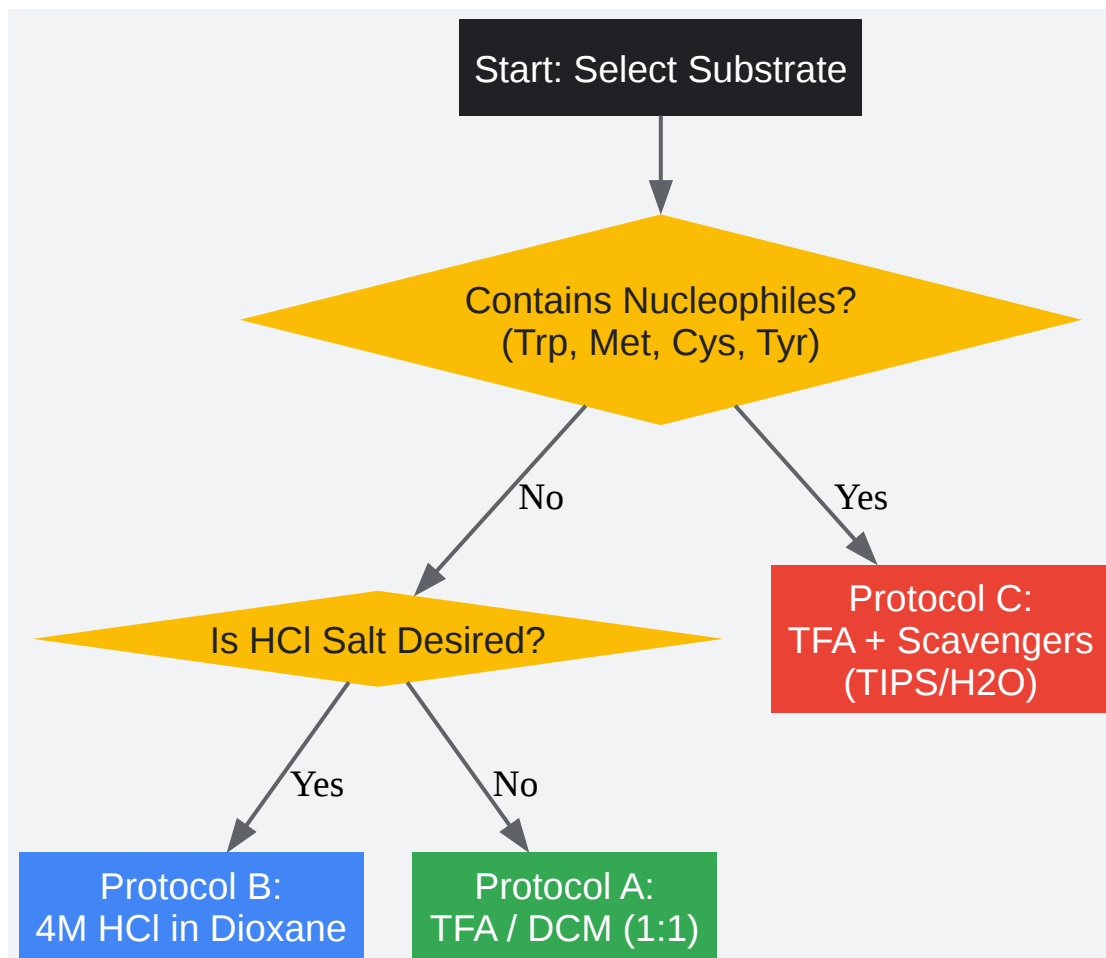 Start: Select Substrate
Contains Nucleophiles?
(Trp, Met, Cys, Tyr)
No
Yes
Protocol C:
TFA + Scavengers
(TIPS/H2O)
Is HCl Salt Desired?
Yes
No
Protocol B:
4M HCl in Dioxane
Protocol A:
TFA / DCM (1:1)